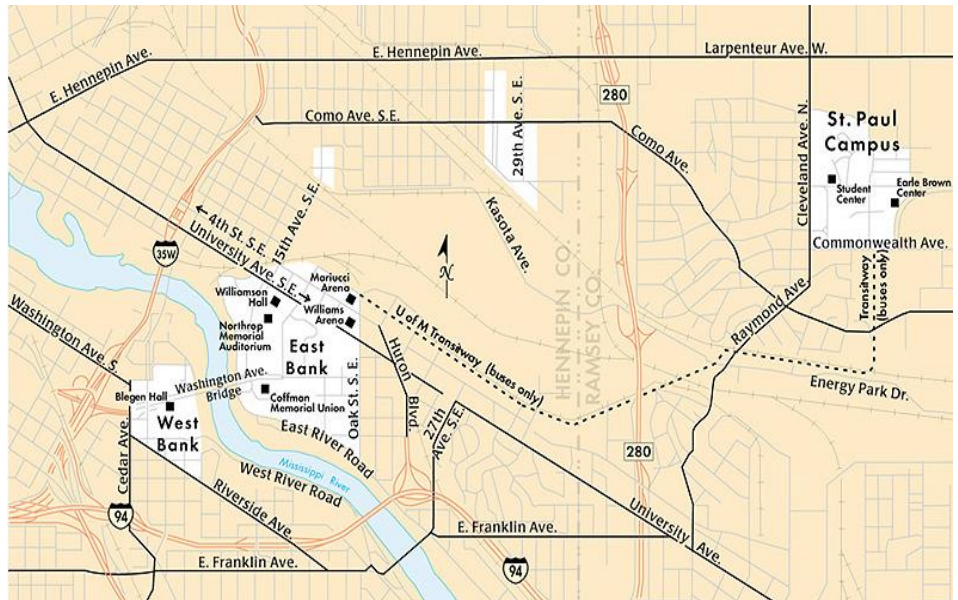 E. Hennepin Ave.
E. Hennepin Ave.
Larpenteur Ave. W.
280
Como Ave. S.E.
Como Ave.
29th Ave. S. E.
Cleveland Ave. N.
St. Paul
Campus
Student
Center
Earle Brown
Center
Commonwealth Ave.
Transitway
(buses only)
Kasota Ave.
15th Ave. S.E.
←4th St. S.E.
University Ave. S.E.→
35W
N
HENNEPIN CO.
RAMSEY CO.
Mariucci
Arena
Williamson
Hall
Williams
Arena
Northrop
Memorial
Auditorium
East
Bank
U of M Transitway (buses only)
Raymond Ave.
Energy Park Dr.
Washington Ave. S.
Washington Ave.
Bridge
Blegen Hall
Coffmon
Memorial Union
Oak St. S.E.
Huron
Blvd.
27th
Ave. S.E.
West
Bank
East River Road
Mississippi River
West River Road
Cedar Ave.
Riverside Ave.
280
University Ave.
94
E. Franklin Ave.
E. Franklin Ave.
94